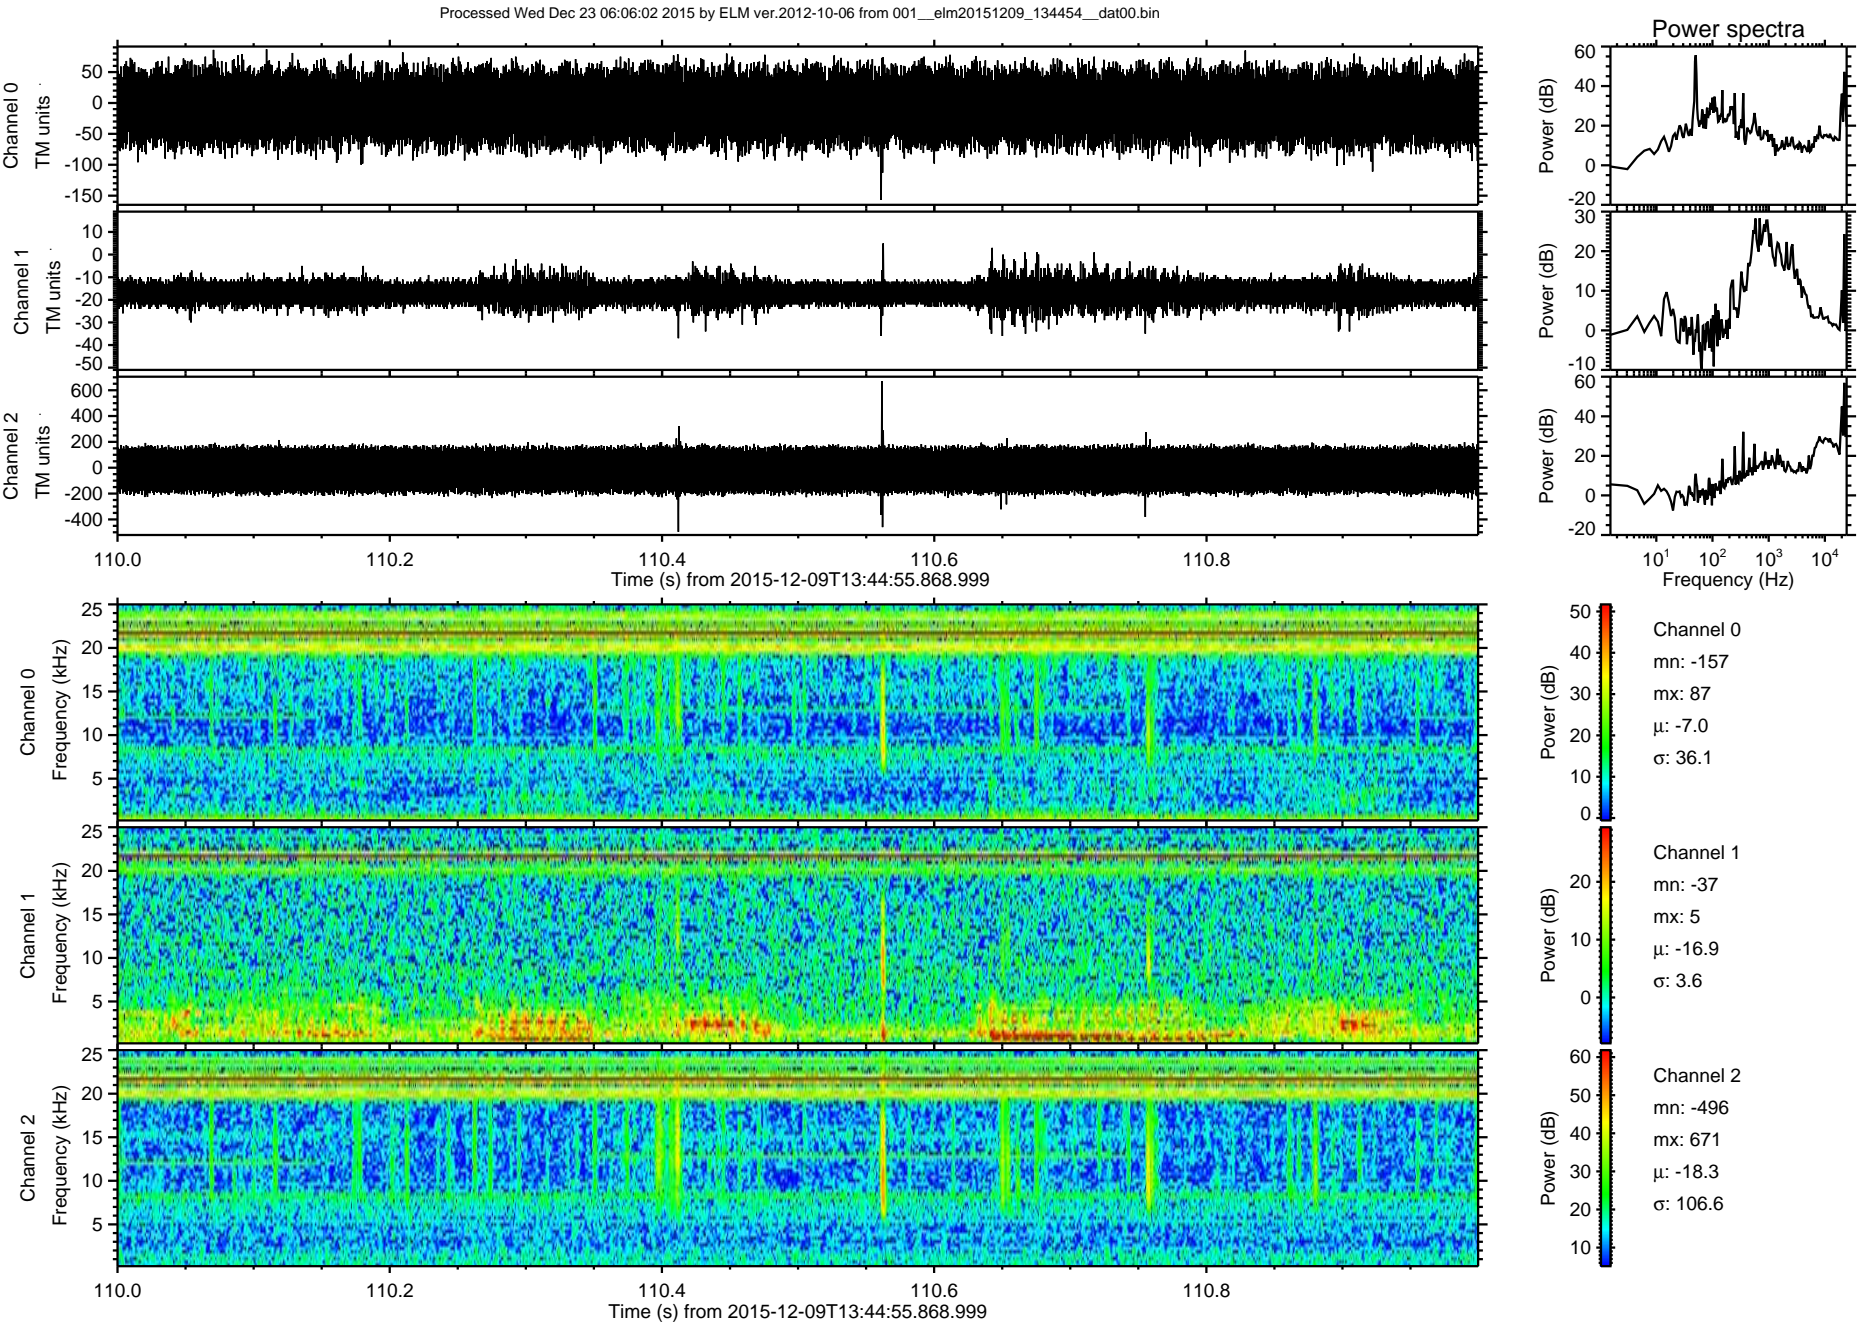 Processed Wed Dec 23 06:06:02 2015 by ELM ver.2012-10-06 from 001__elm20151209_134454__dat00.bin
Power spectra
Channel 0
TM units
50
0
-50
-100
-150
Power (dB)
60
40
20
0
-20
Channel 1
TM units
10
0
-10
-20
-30
-40
-50
Power (dB)
30
20
10
0
-10
Channel 2
TM units
600
400
200
0
-200
-400
Power (dB)
60
40
20
0
-20
110.0 110.2 110.4 110.6 110.8
Time (s) from 2015-12-09T13:44:55.868.999
10¹ 10² 10³ 10⁴
Frequency (Hz)
Channel 0
Frequency (kHz)
25
20
15
10
5
Power (dB)
50
40
30
20
10
0
Channel 0
mn: -157
mx: 87
μ: -7.0
σ: 36.1
Channel 1
Frequency (kHz)
25
20
15
10
5
Power (dB)
20
10
0
Channel 1
mn: -37
mx: 5
μ: -16.9
σ: 3.6
Channel 2
Frequency (kHz)
25
20
15
10
5
Power (dB)
60
50
40
30
20
10
Channel 2
mn: -496
mx: 671
μ: -18.3
σ: 106.6
110.0 110.2 110.4 110.6 110.8
Time (s) from 2015-12-09T13:44:55.868.999